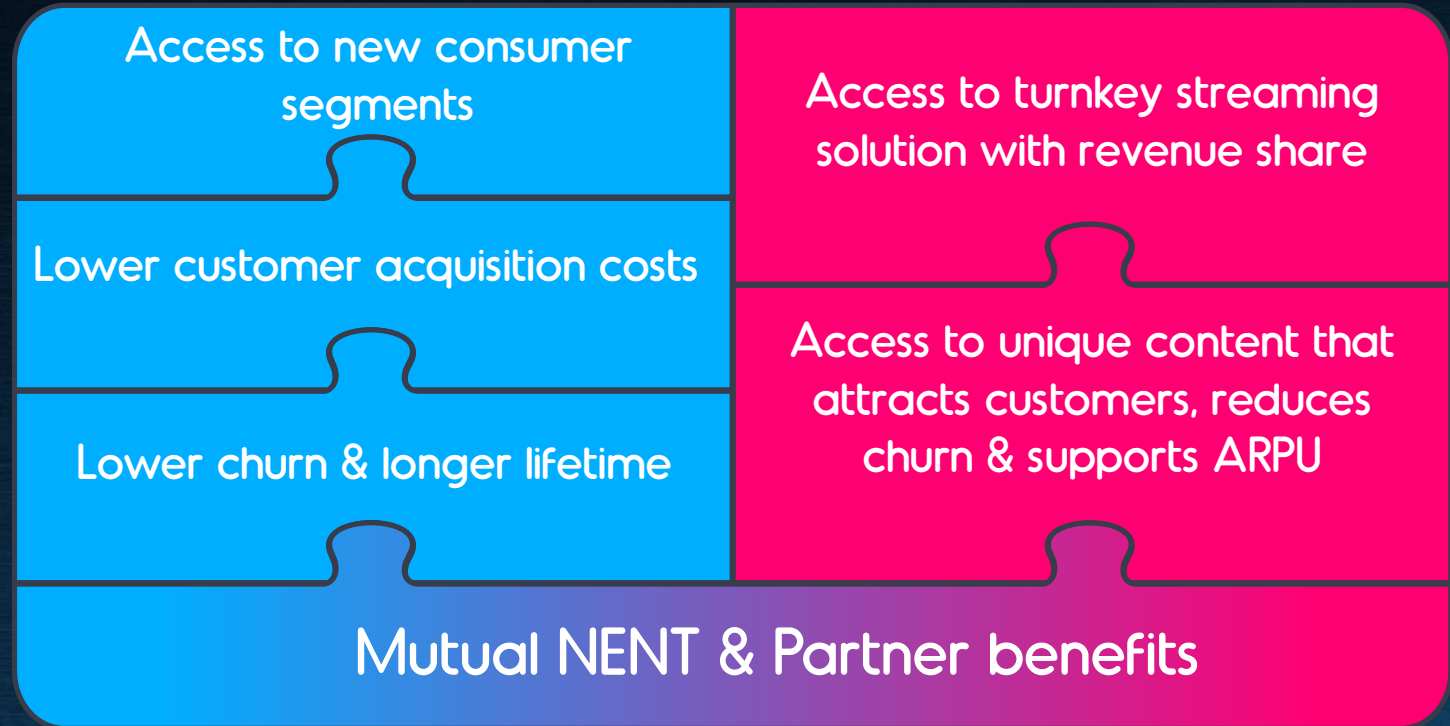 Access to new consumer
segments
Lower customer acquisition costs
Lower churn & longer lifetime
Access to turnkey streaming
solution with revenue share
Access to unique content that
attracts customers, reduces
churn & supports ARPU
Mutual NENT & Partner benefits